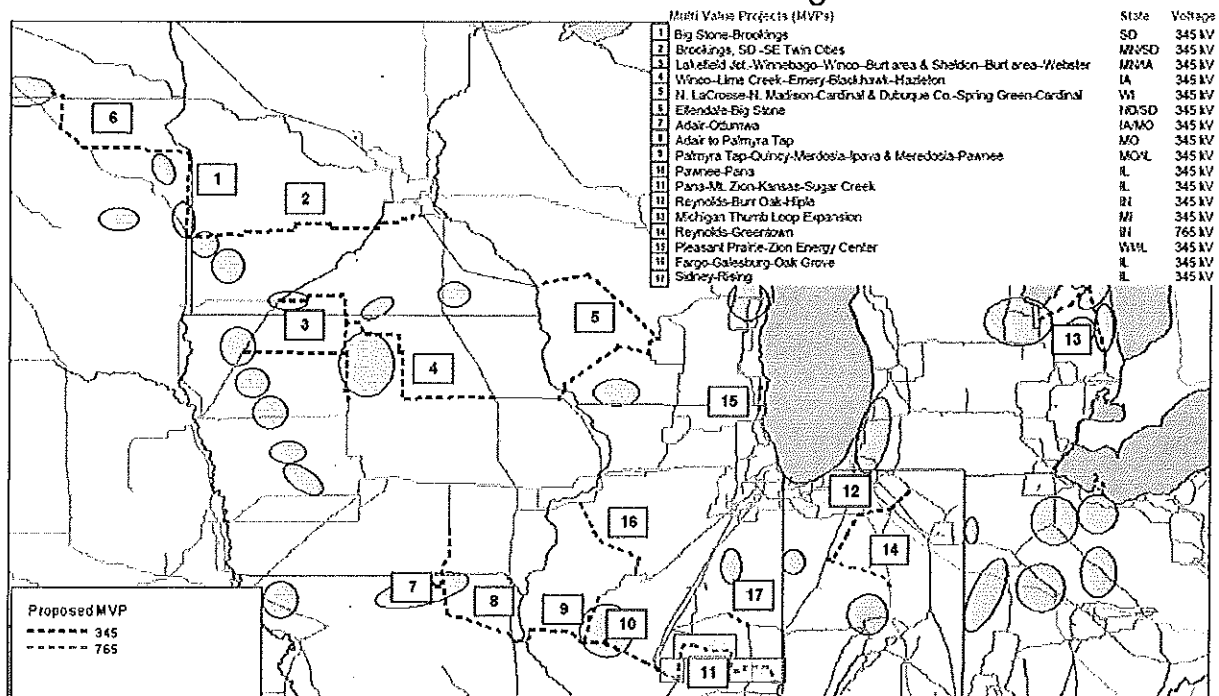 Multi Value Projects (MVPs) State Voltage
1 Big Stone-Brookings SD 345 kV
2 Brookings, SD -SE Twin Cities MN/SD 345 kV
3 Lakefield Jct.-Winnebago-Winco-Burt area & Sheldon-Burt area-Webster MN/IA 345 kV
4 Winco-Lime Creek-Emery-Blackhawk-Hazleton IA 345 kV
5 N. LaCrosse-N. Madison-Cardinal & Dubuque Co.-Spring Green-Cardinal WI 345 kV
6 Ellendale-Big Stone ND/SD 345 kV
7 Adair-Ottumwa IA/MO 345 kV
8 Adair to Palmyra Tap MO 345 kV
9 Palmyra Tap-Quincy-Merdosia-Ipava & Meredosia-Pawnee MO/IL 345 kV
10 Pawnee-Pana IL 345 kV
11 Pana-Mt. Zion-Kansas-Sugar Creek IL 345 kV
12 Reynolds-Burr Oak-Hiple IN 345 kV
13 Michigan Thumb Loop Expansion MI 345 kV
14 Reynolds-Greentown IN 765 kV
15 Pleasant Prairie-Zion Energy Center WI/IL 345 kV
16 Fargo-Galesburg-Oak Grove IL 345 kV
17 Sidney-Rising IL 345 kV
6
1
2
3
4
5
13
15
12
16
14
7
8
9
10
17
11
Proposed MVP
345
765